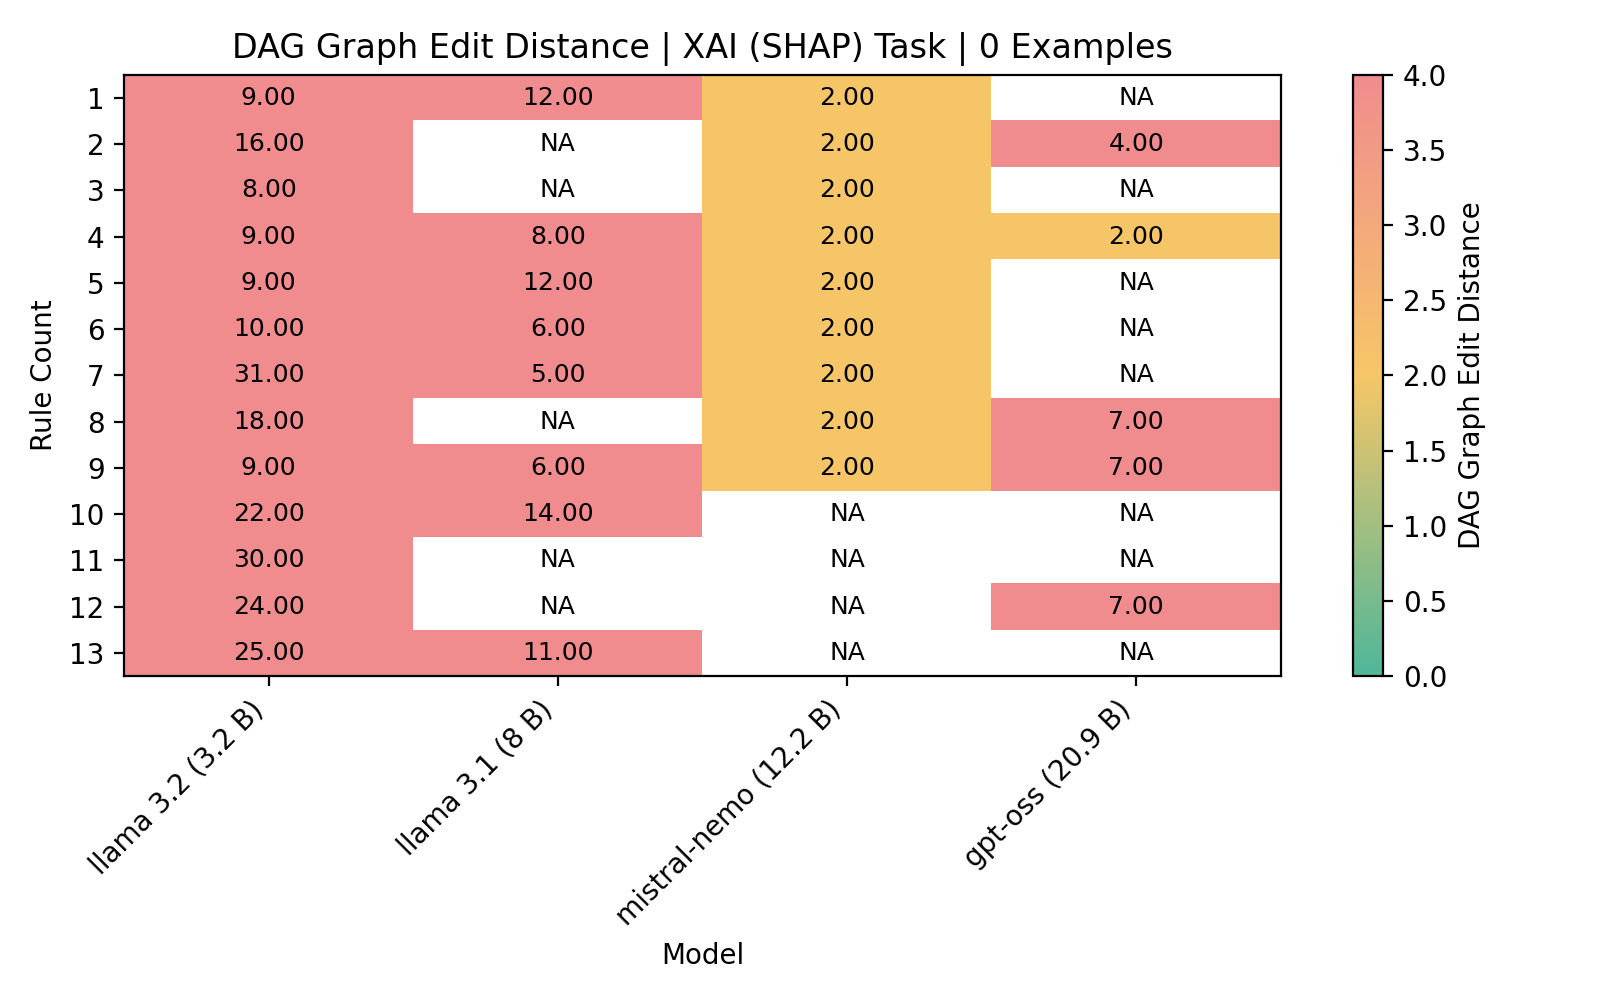 DAG Graph Edit Distance | XAI (SHAP) Task | 0 Examples
Rule Count
1 9.00 12.00 2.00 NA
2 16.00 NA 2.00 4.00
3 8.00 NA 2.00 NA
4 9.00 8.00 2.00 2.00
5 9.00 12.00 2.00 NA
6 10.00 6.00 2.00 NA
7 31.00 5.00 2.00 NA
8 18.00 NA 2.00 7.00
9 9.00 6.00 2.00 7.00
10 22.00 14.00 NA NA
11 30.00 NA NA NA
12 24.00 NA NA 7.00
13 25.00 11.00 NA NA
llama 3.2 (3.2 B)
llama 3.1 (8 B)
mistral-nemo (12.2 B)
gpt-oss (20.9 B)
Model
4.0
3.5
3.0
2.5
2.0
1.5
1.0
0.5
0.0
DAG Graph Edit Distance